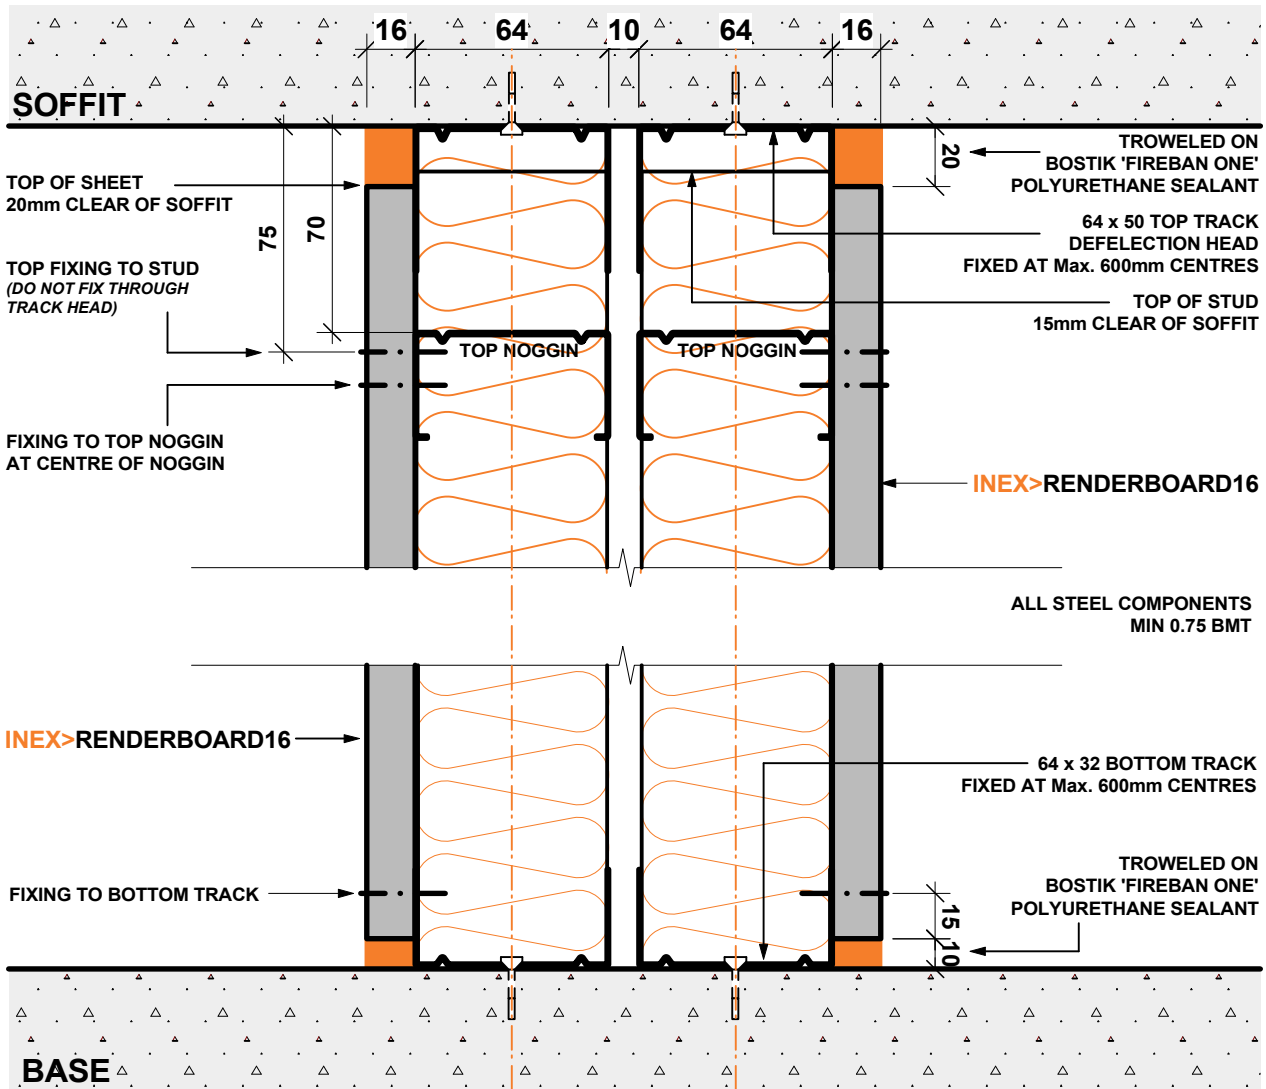 16 64 10 64 16
SOFFIT
TOP OF SHEET
20mm CLEAR OF SOFFIT
75
70
TOP FIXING TO STUD
(DO NOT FIX THROUGH
TRACK HEAD)
FIXING TO TOP NOGGIN
AT CENTRE OF NOGGIN
TOP NOGGIN
TOP NOGGIN
20
TROWELED ON
BOSTIK 'FIREBAN ONE'
POLYURETHANE SEALANT
64 x 50 TOP TRACK
DEFELECTION HEAD
FIXED AT Max. 600mm CENTRES
TOP OF STUD
15mm CLEAR OF SOFFIT
INEX>RENDERBOARD16
ALL STEEL COMPONENTS
MIN 0.75 BMT
INEX>RENDERBOARD16
64 x 32 BOTTOM TRACK
FIXED AT Max. 600mm CENTRES
FIXING TO BOTTOM TRACK
TROWELED ON
BOSTIK 'FIREBAN ONE'
POLYURETHANE SEALANT
15
10
BASE